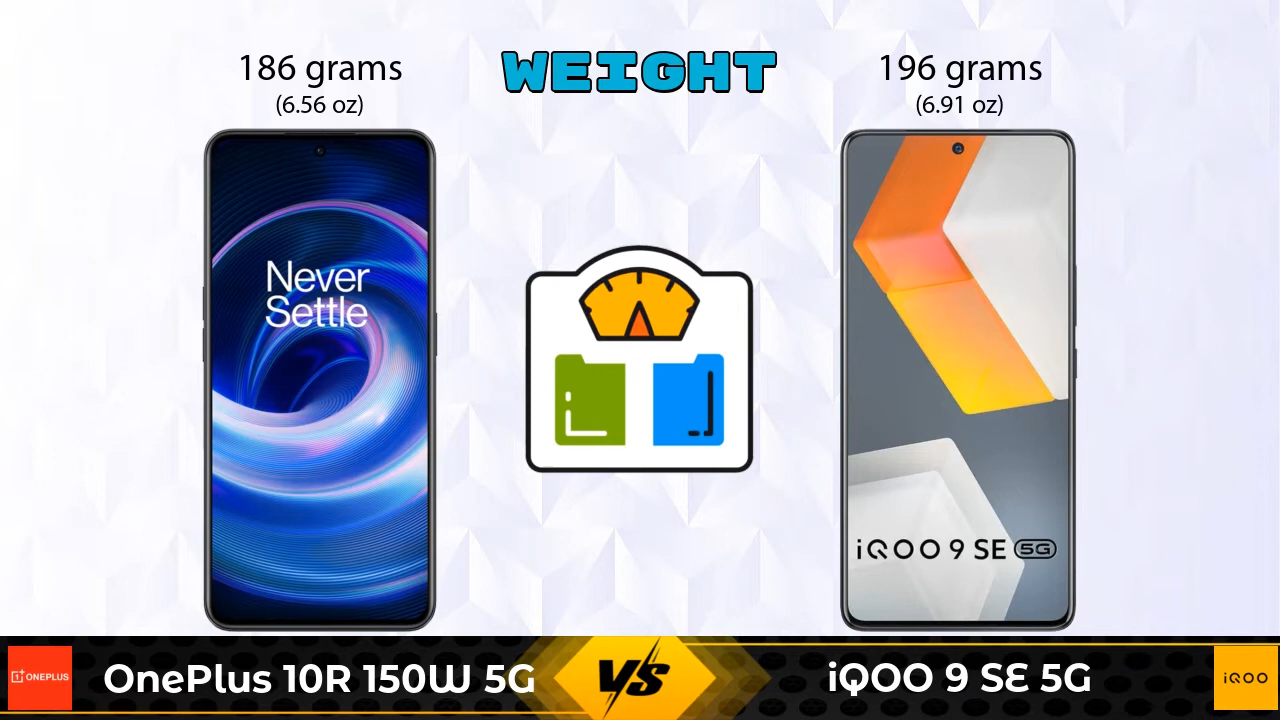 WEIGHT
186 grams
(6.56 oz)
196 grams
(6.91 oz)
Never
Settle
iQOO 9 SE 5G
ONEPLUS
OnePlus 10R 150W 5G
VS
iQOO 9 SE 5G
iQOO